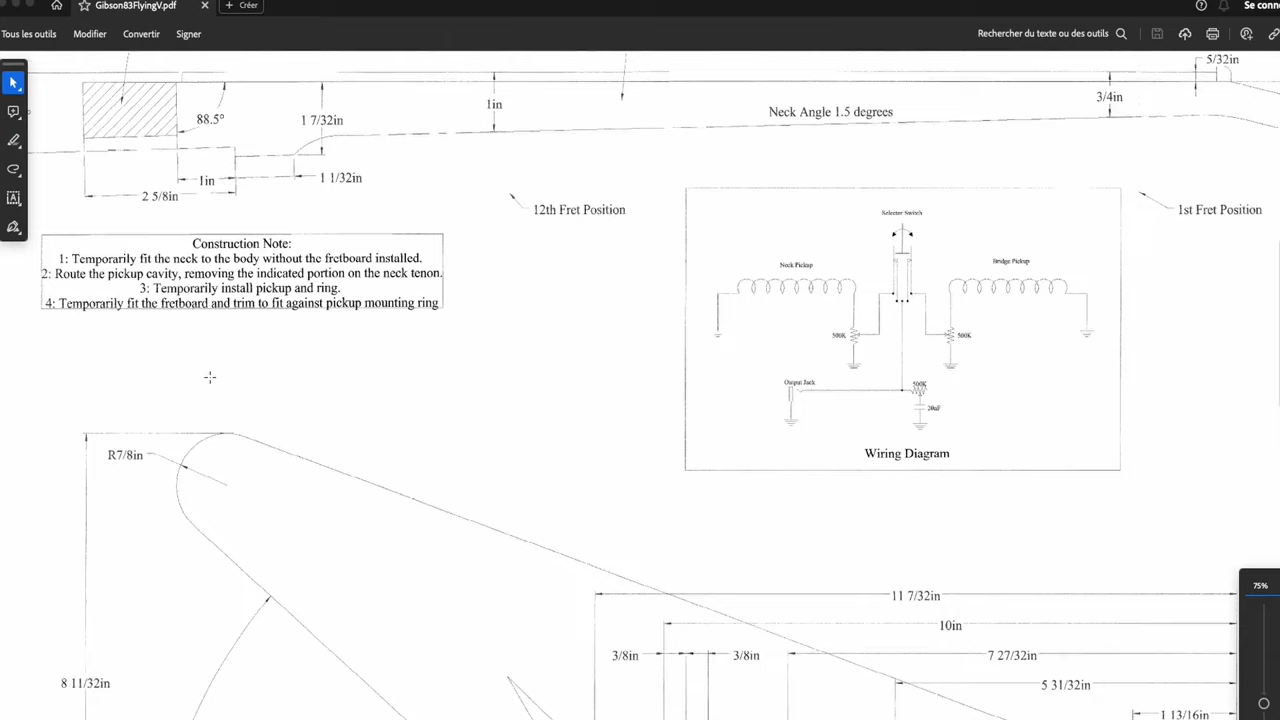 Gibson83FlyingV.pdf
Créer
Se conn
Tous les outils
Modifier
Convertir
Signer
Rechercher du texte ou des outils
5/32in
88.5°
1 7/32in
1in
Neck Angle 1.5 degrees
3/4in
1in
1 1/32in
2 5/8in
12th Fret Position
1st Fret Position
Construction Note:
1: Temporarily fit the neck to the body without the fretboard installed.
2: Route the pickup cavity, removing the indicated portion on the neck tenon.
3: Temporarily install pickup and ring.
4: Temporarily fit the fretboard and trim to fit against pickup mounting ring
Selector Switch
Neck Pickup
Bridge Pickup
500K
500K
Output Jack
500K
20uF
Wiring Diagram
R7/8in
75%
11 7/32in
10in
3/8in
3/8in
7 27/32in
8 11/32in
5 31/32in
1 13/16in